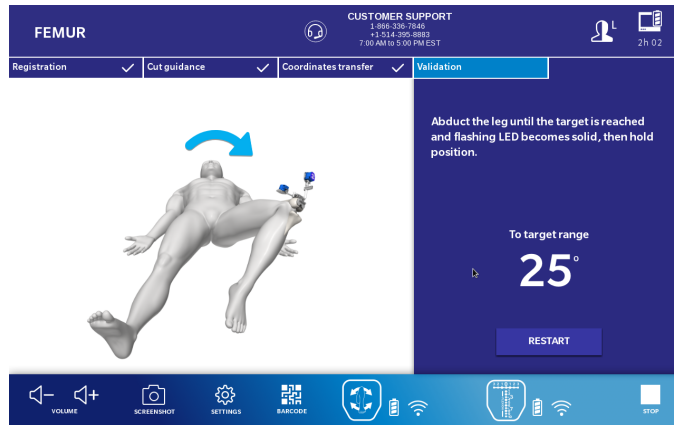 FEMUR
CUSTOMER SUPPORT
1-866-336-7846
+1-514-395-8883
7:00 AM to 5:00 PM EST
L
2h 02
Registration
Cut guidance
Coordinates transfer
Validation
Abduct the leg until the target is reached
and flashing LED becomes solid, then hold
position.
To target range
25°
RESTART
VOLUME
SCREENSHOT
SETTINGS
BARCODE
STOP